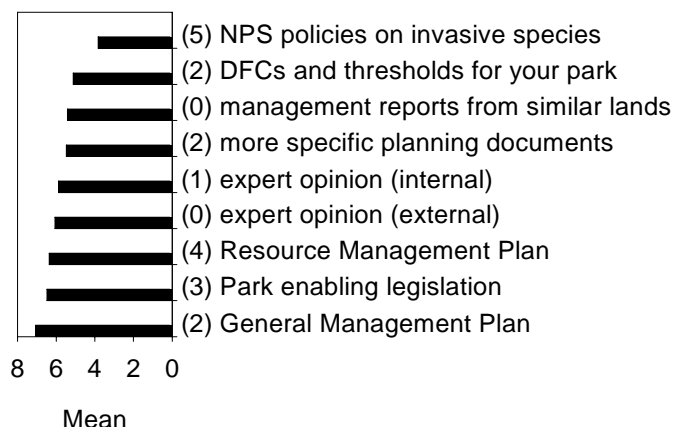 (5) NPS policies on invasive species
(2) DFCs and thresholds for your park
(0) management reports from similar lands
(2) more specific planning documents
(1) expert opinion (internal)
(0) expert opinion (external)
(4) Resource Management Plan
(3) Park enabling legislation
(2) General Management Plan
8 6 4 2 0
Mean